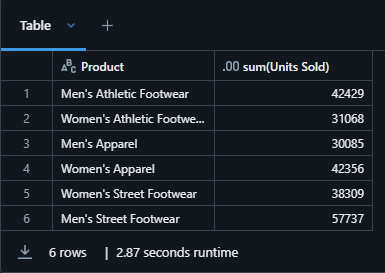 Table
ABC Product .00 sum(Units Sold)
1 Men's Athletic Footwear 42429
2 Women's Athletic Footwe... 31068
3 Men's Apparel 30085
4 Women's Apparel 42356
5 Women's Street Footwear 38309
6 Men's Street Footwear 57737
6 rows | 2.87 seconds runtime